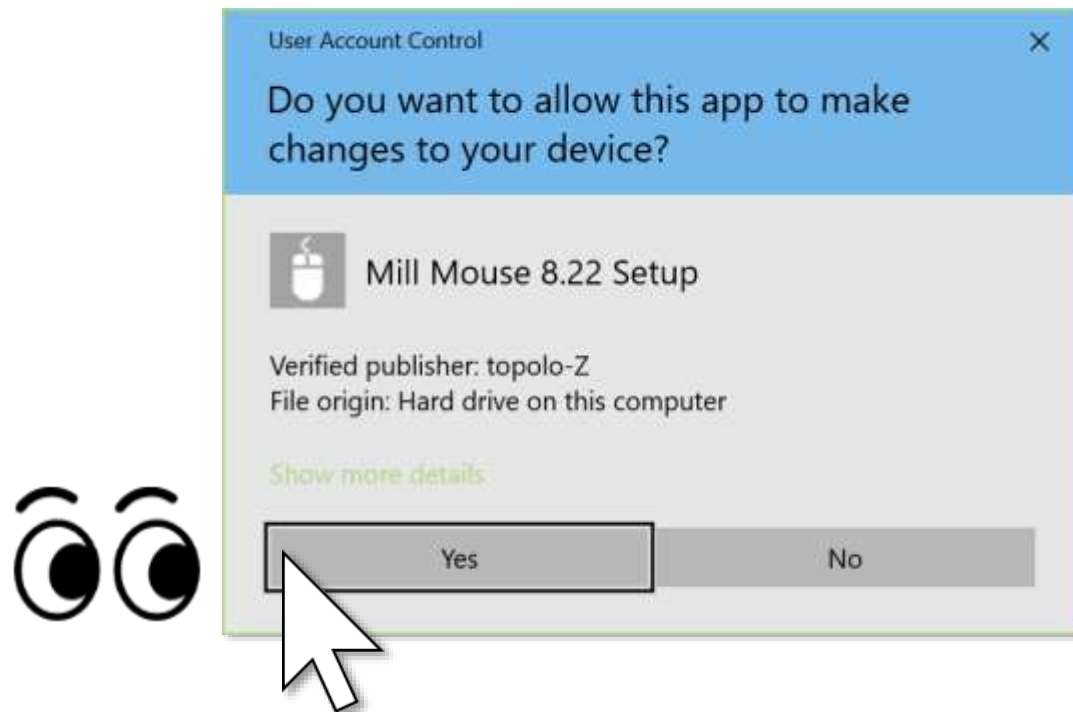 User Account Control
Do you want to allow this app to make
changes to your device?
Mill Mouse 8.22 Setup
Verified publisher: topolo-Z
File origin: Hard drive on this computer
Show more details
Yes
No